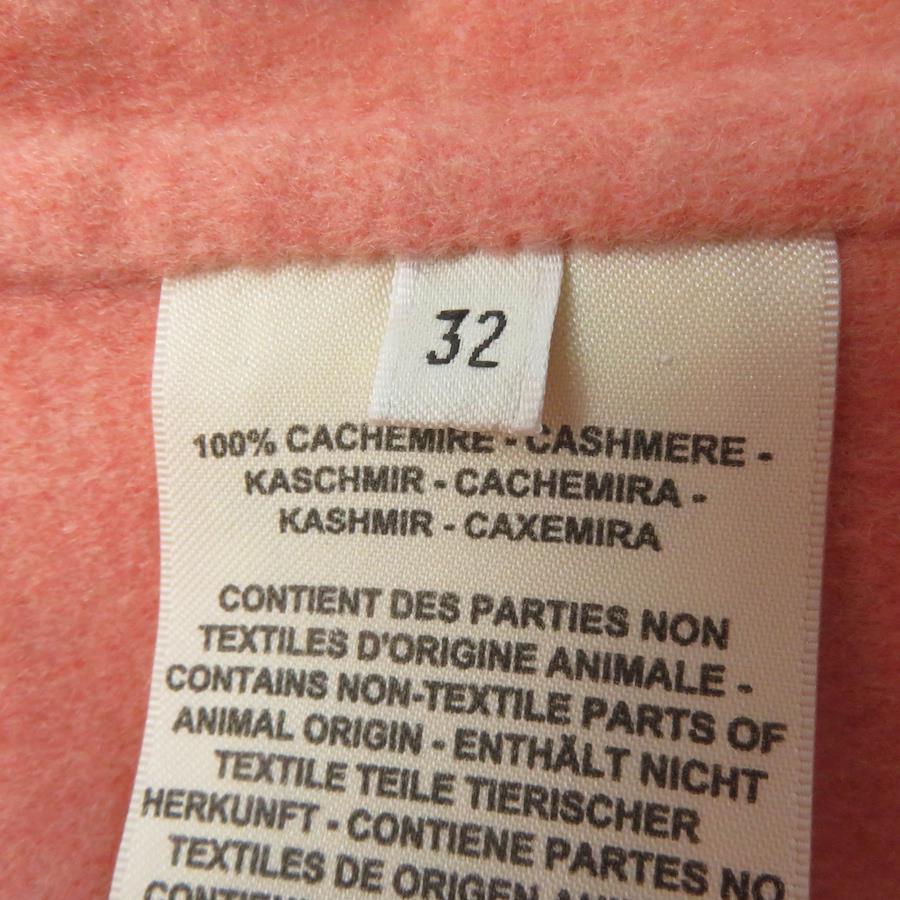 32
100% CACHEMIRE - CASHMERE -
KASCHMIR - CACHEMIRA -
KASHMIR - CAXEMIRA
CONTIENT DES PARTIES NON
TEXTILES D'ORIGINE ANIMALE -
CONTAINS NON-TEXTILE PARTS OF
ANIMAL ORIGIN - ENTHÄLT NICHT
TEXTILE TEILE TIERISCHER
HERKUNFT - CONTIENE PARTES NO
TEXTILES DE ORIGEN